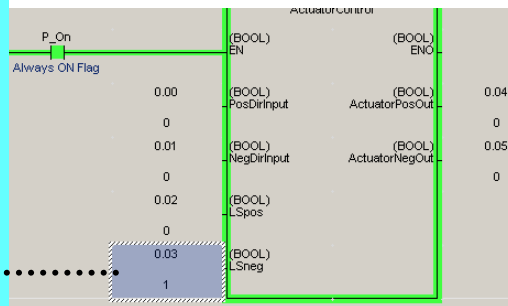 ActuatorControl
P_On
(BOOL)
EN
(BOOL)
ENO
Always ON Flag
0.00
(BOOL)
PosDirInput
(BOOL)
ActuatorPosOut
0.04
0
0
0.01
(BOOL)
NegDirInput
(BOOL)
ActuatorNegOut
0.05
0
0
0.02
(BOOL)
LSpos
0
0.03
(BOOL)
LSneg
1